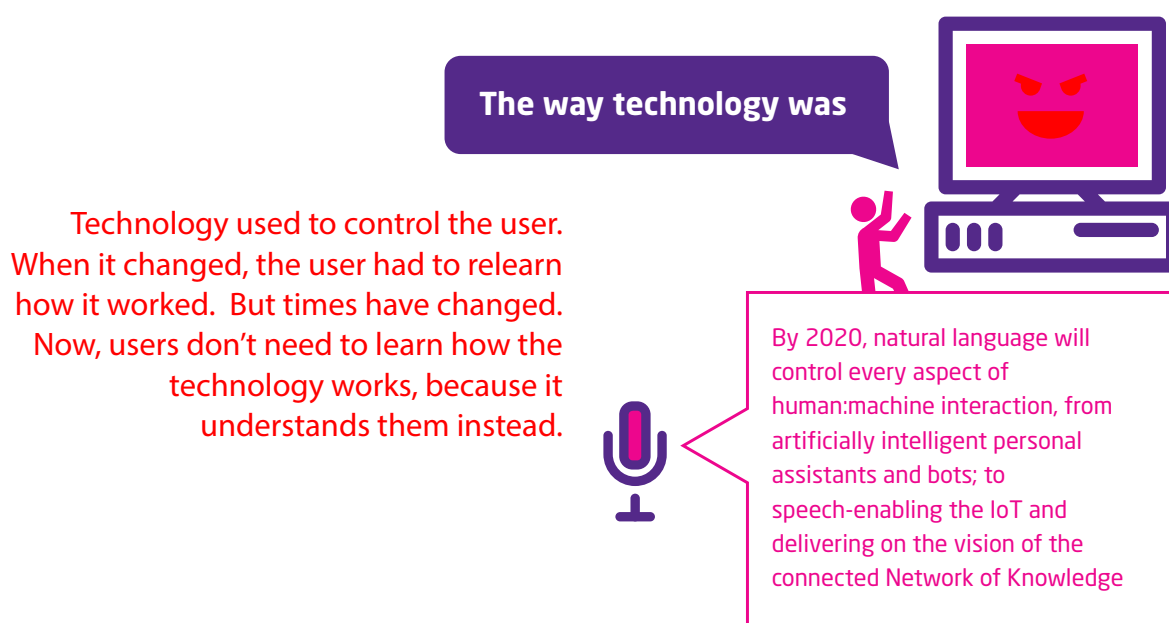 The way technology was
Technology used to control the user.
When it changed, the user had to relearn
how it worked.  But times have changed.
Now, users don’t need to learn how the
technology works, because it
understands them instead.
By 2020, natural language will
control every aspect of
human:machine interaction, from
artificially intelligent personal
assistants and bots; to
speech-enabling the IoT and
delivering on the vision of the
connected Network of Knowledge